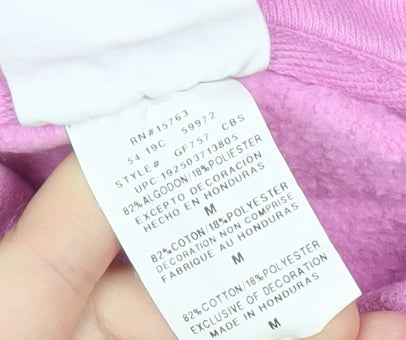 RN#15763
54 19C 59972
STYLE#: GF757 CBS
UPC 192503713805
82%ALGODON/18%POLIESTER
EXCEPTO DECORACION
HECHO EN HONDURAS
M
82%COTON/18%POLYESTER
DECORATION NON COMPRISE
FABRIQUE AU HONDURAS
M
82%COTTON/18%POLYESTER
EXCLUSIVE OF DECORATION
MADE IN HONDURAS
M